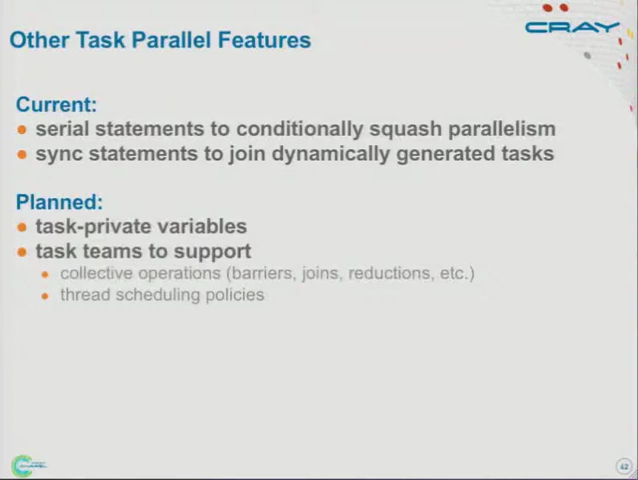 CRAY
Other Task Parallel Features
Current:
serial statements to conditionally squash parallelism
sync statements to join dynamically generated tasks
Planned:
task-private variables
task teams to support
collective operations (barriers, joins, reductions, etc.)
thread scheduling policies
42